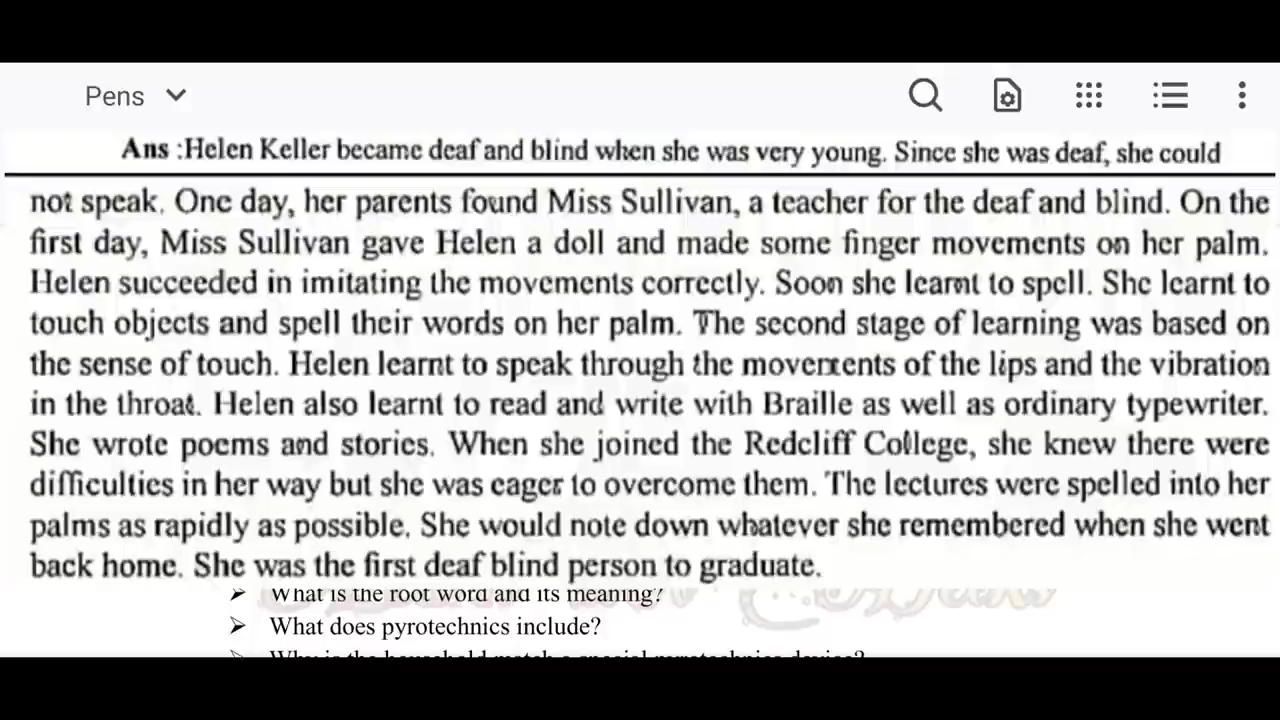 Pens
Ans :Helen Keller became deaf and blind when she was very young. Since she was deaf, she could
not speak. One day, her parents found Miss Sullivan, a teacher for the deaf and blind. On the
first day, Miss Sullivan gave Helen a doll and made some finger movements on her palm.
Helen succeeded in imitating the movements correctly. Soon she learnt to spell. She learnt to
touch objects and spell their words on her palm. The second stage of learning was based on
the sense of touch. Helen learnt to speak through the movements of the lips and the vibration
in the throat. Helen also learnt to read and write with Braille as well as ordinary typewriter.
She wrote poems and stories. When she joined the Redcliff College, she knew there were
difficulties in her way but she was eager to overcome them. The lectures were spelled into her
palms as rapidly as possible. She would note down whatever she remembered when she went
back home. She was the first deaf blind person to graduate.
➢ What is the root word and its meaning?
➢ What does pyrotechnics include?
➢ Why is the household match a special pyrotechnics device?